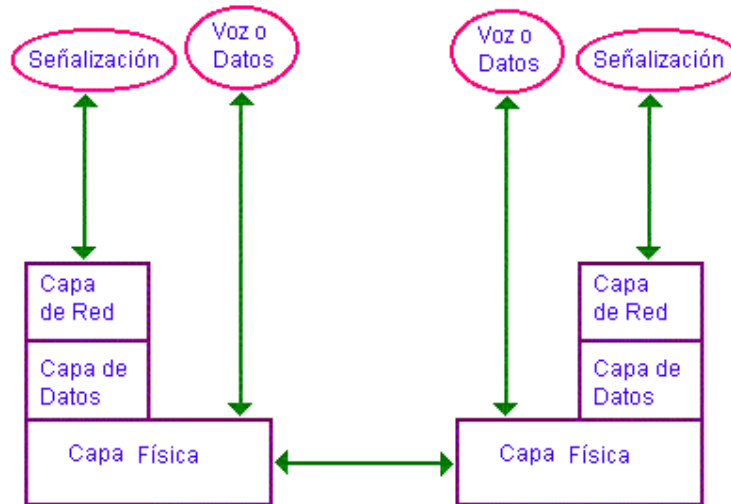 Señalización
Voz o
Datos
Voz o
Datos
Señalización
Capa
de Red
Capa de
Datos
Capa Física
Capa
de Red
Capa de
Datos
Capa Física